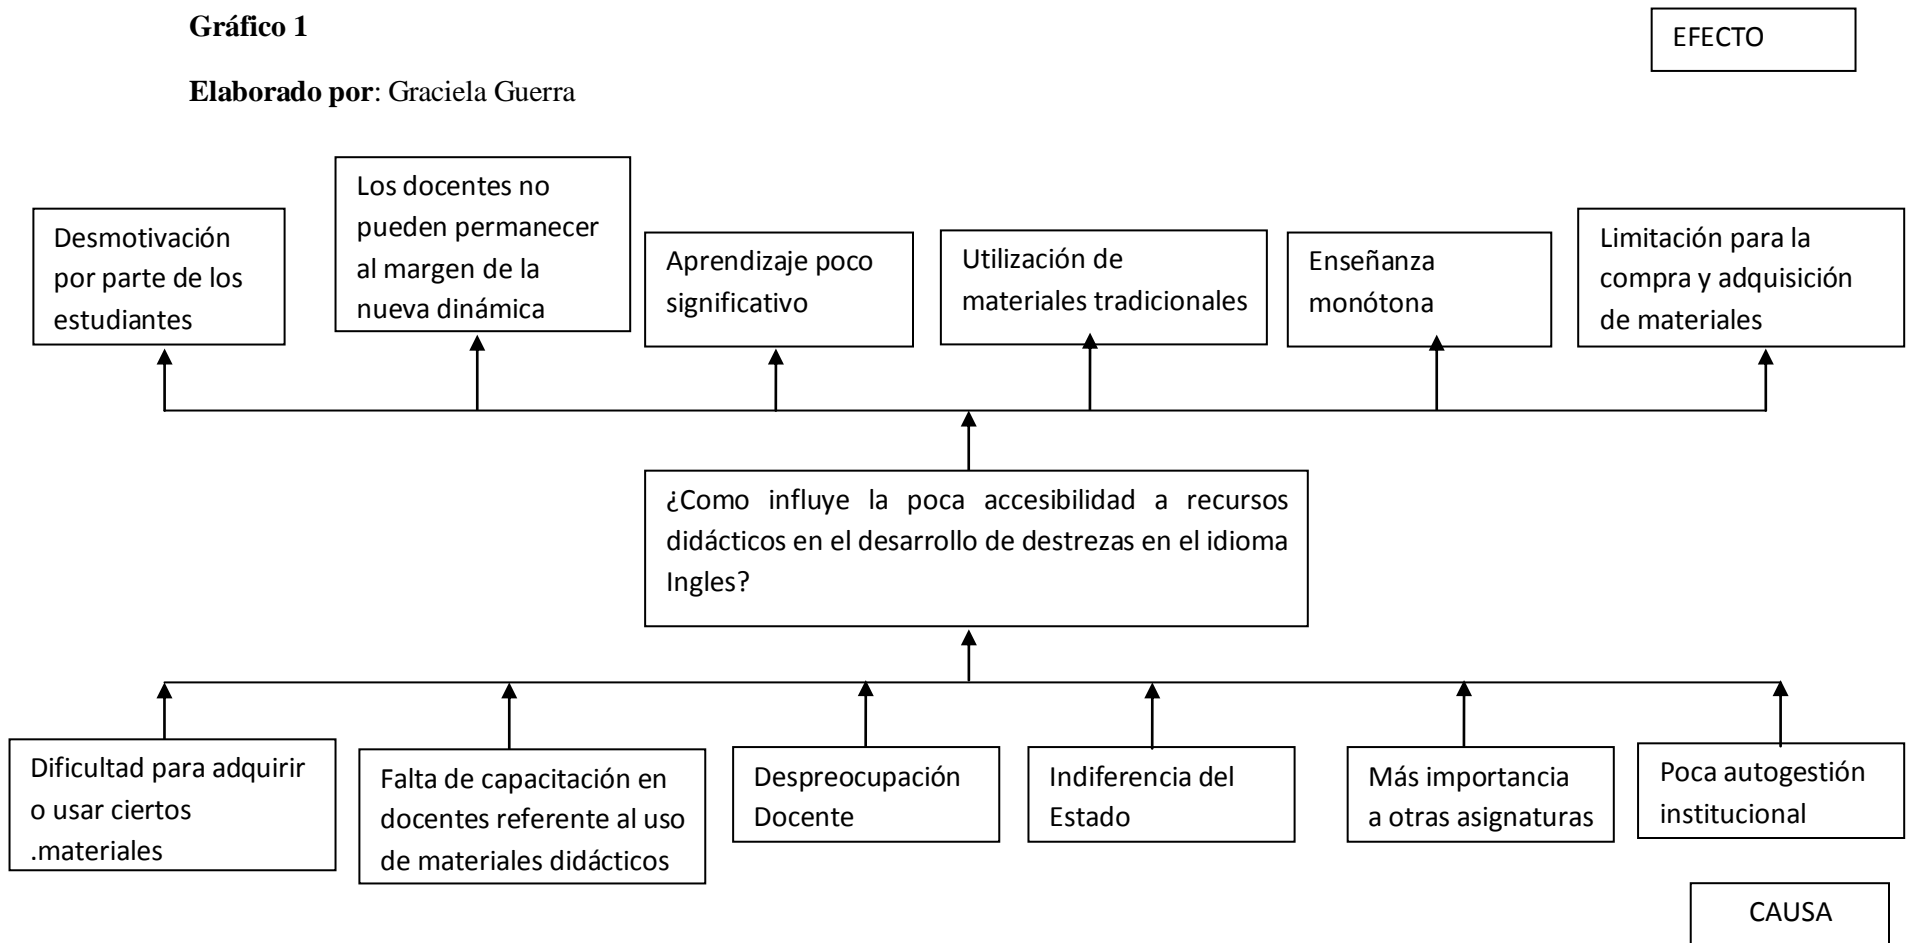 Gráfico 1
EFECTO
Elaborado por: Graciela Guerra
Desmotivación
por parte de los
estudiantes
Los docentes no
pueden permanecer
al margen de la
nueva dinámica
Aprendizaje poco
significativo
Utilización de
materiales tradicionales
Enseñanza
monótona
Limitación para la
compra y adquisición
de materiales
¿Como influye la poca accesibilidad a recursos
didácticos en el desarrollo de destrezas en el idioma
Ingles?
Dificultad para adquirir
o usar ciertos
.materiales
Falta de capacitación en
docentes referente al uso
de materiales didácticos
Despreocupación
Docente
Indiferencia del
Estado
Más importancia
a otras asignaturas
Poca autogestión
institucional
CAUSA